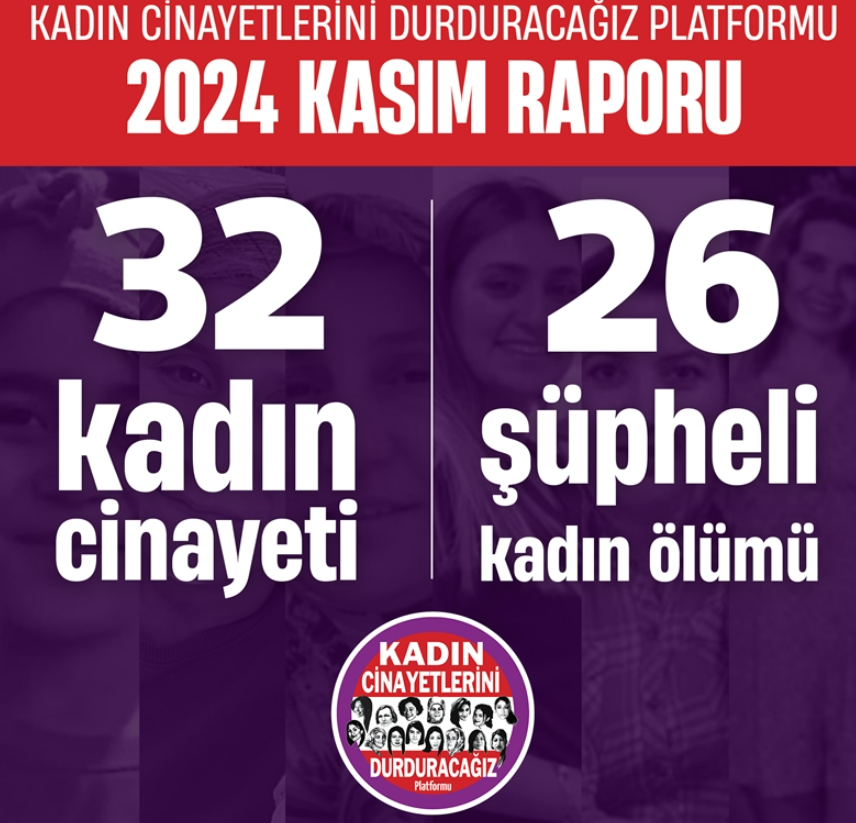 KADIN CİNAYETLERİNİ DURDURACAĞIZ PLATFORMU
2024 KASIM RAPORU
32
kadın
cinayeti
26
şüpheli
kadın ölümü
KADIN
CİNAYETLERİNİ
DURDURACAĞIZ
Platformu